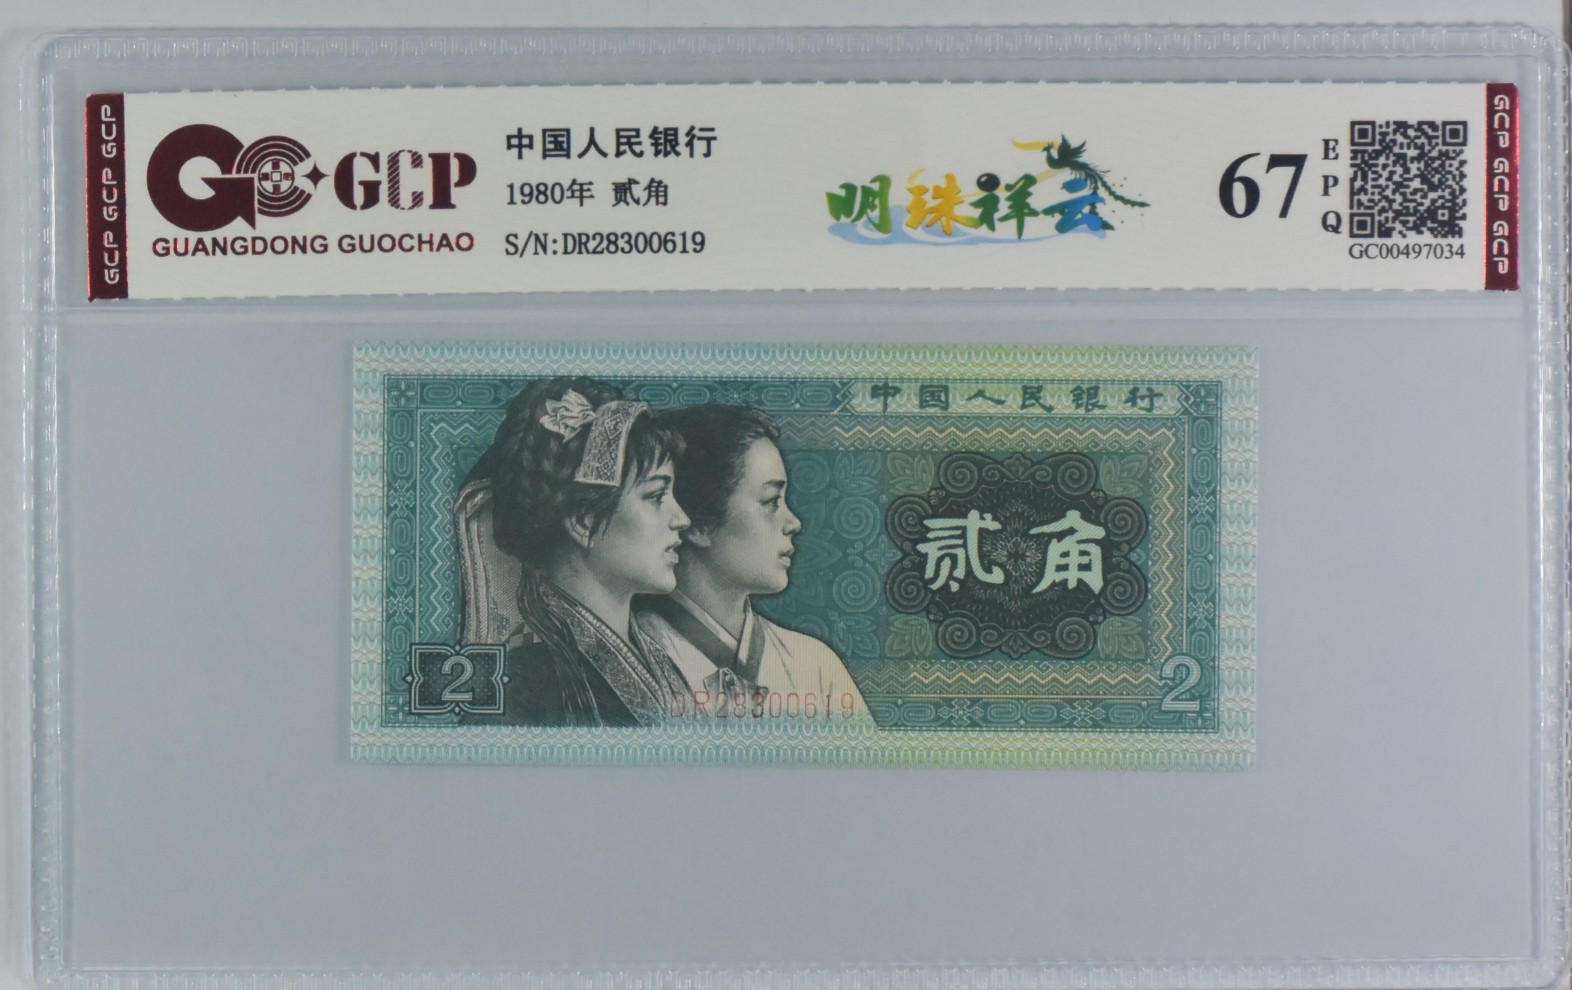 GCP GCP GCP
GCP
GUANGDONG GUOCHAO
中国人民银行
1980年 贰角
S/N:DR28300619
明珠祥云
67
EPQ
GC00497034
GCP GCP GCP
中国人民银行
贰角
2
DR28300619
2